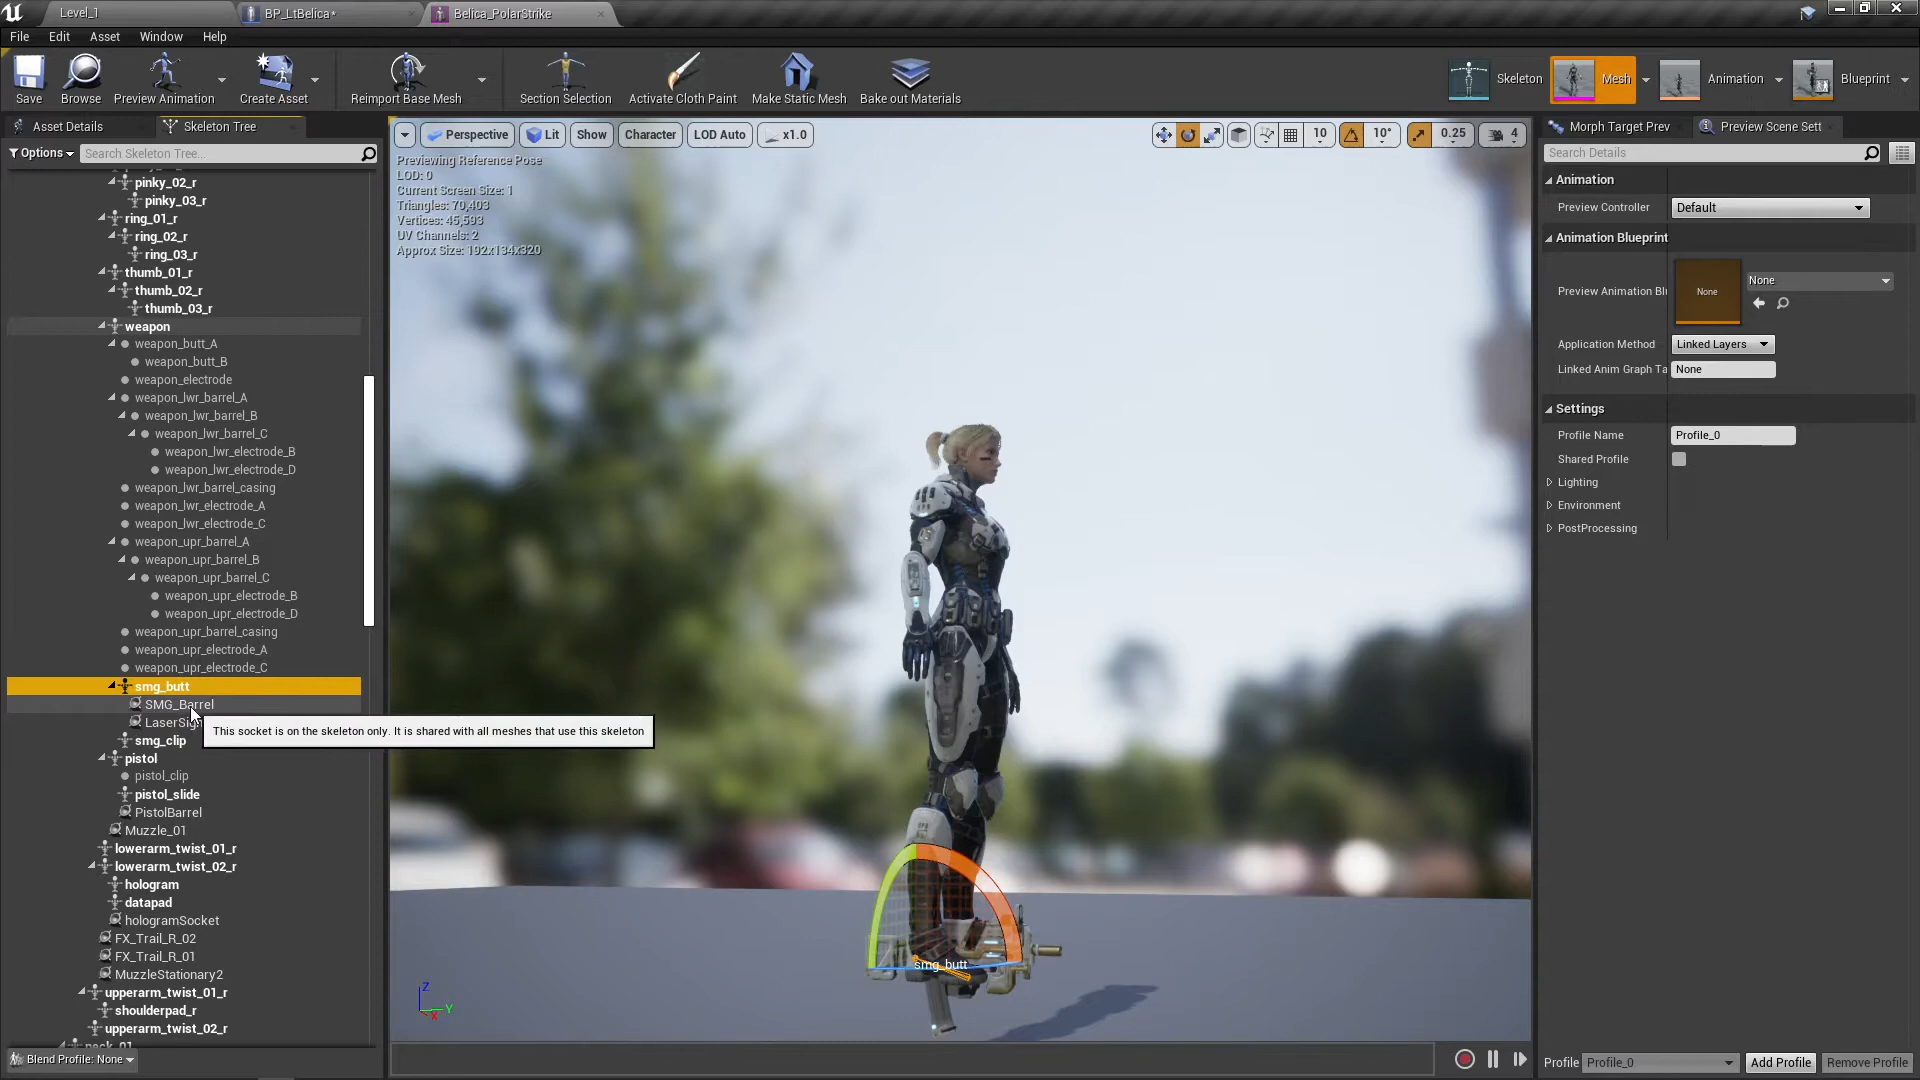 Level_1
BP_LtBelica*
Belica_PolarStrike
File Edit Asset Window Help
Save
Browse
Preview Animation
Create Asset
Reimport Base Mesh
Section Selection
Activate Cloth Paint
Make Static Mesh
Bake out Materials
Skeleton
Mesh
Animation
Blueprint
Asset Details
Skeleton Tree
Options
Search Skeleton Tree...
pinky_02_r
pinky_03_r
ring_01_r
ring_02_r
ring_03_r
thumb_01_r
thumb_02_r
thumb_03_r
weapon
weapon_butt_A
weapon_butt_B
weapon_electrode
weapon_lwr_barrel_A
weapon_lwr_barrel_B
weapon_lwr_barrel_C
weapon_lwr_electrode_B
weapon_lwr_electrode_D
weapon_lwr_barrel_casing
weapon_lwr_electrode_A
weapon_lwr_electrode_C
weapon_upr_barrel_A
weapon_upr_barrel_B
weapon_upr_barrel_C
weapon_upr_electrode_B
weapon_upr_electrode_D
weapon_upr_barrel_casing
weapon_upr_electrode_A
weapon_upr_electrode_C
smg_butt
SMG_Barrel
This socket is on the skeleton only. It is shared with all meshes that use this skeleton
smg_clip
pistol
pistol_clip
pistol_slide
PistolBarrel
Muzzle_01
lowerarm_twist_01_r
lowerarm_twist_02_r
hologram
datapad
hologramSocket
FX_Trail_R_02
FX_Trail_R_01
MuzzleStationary2
upperarm_twist_01_r
shoulderpad_r
upperarm_twist_02_r
neck_01
Blend Profile: None
Perspective
Lit
Show
Character
LOD Auto
x1.0
10
10°
0.25
4
Previewing Reference Pose
LOD: 0
Current Screen Size: 1
Triangles: 70,403
Vertices: 45,593
UV Channels: 2
Approx Size: 192x134x320
smg_butt
Z
Y
X
Morph Target Prev
Preview Scene Sett
Search Details
Animation
Preview Controller
Default
Animation Blueprint
Preview Animation Blu
None
None
Application Method
Linked Layers
Linked Anim Graph Ta
None
Settings
Profile Name
Profile_0
Shared Profile
Lighting
Environment
PostProcessing
Profile
Profile_0
Add Profile
Remove Profile